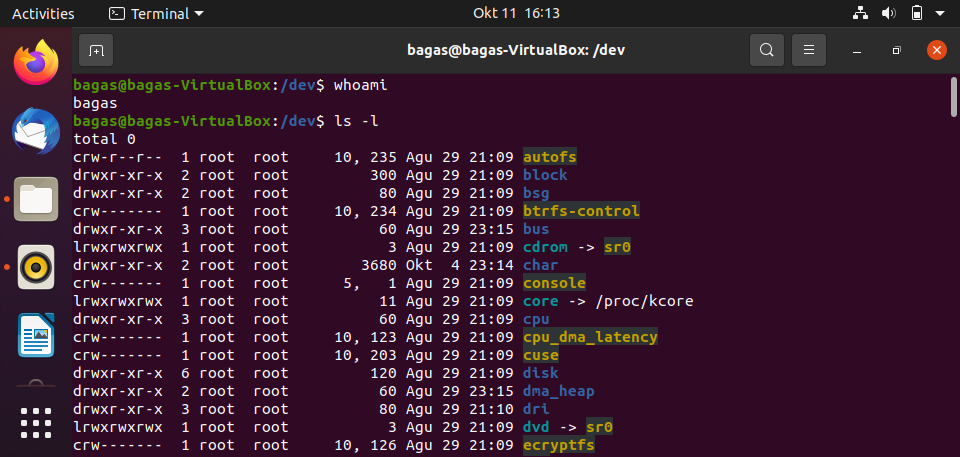 Activities Terminal Okt 11 16:13
bagas@bagas-VirtualBox: /dev
bagas@bagas-VirtualBox:/dev$ whoami
bagas
bagas@bagas-VirtualBox:/dev$ ls -l
total 0
crw-r--r-- 1 root root 10, 235 Agu 29 21:09 autofs
drwxr-xr-x 2 root root 300 Agu 29 21:09 block
drwxr-xr-x 2 root root 80 Agu 29 21:09 bsg
crw------- 1 root root 10, 234 Agu 29 21:09 btrfs-control
drwxr-xr-x 3 root root 60 Agu 29 23:15 bus
lrwxrwxrwx 1 root root 3 Agu 29 21:09 cdrom -> sr0
drwxr-xr-x 2 root root 3680 Okt 4 23:14 char
crw------- 1 root root 5, 1 Agu 29 21:09 console
lrwxrwxrwx 1 root root 11 Agu 29 21:09 core -> /proc/kcore
drwxr-xr-x 3 root root 60 Agu 29 21:09 cpu
crw------- 1 root root 10, 123 Agu 29 21:09 cpu_dma_latency
crw------- 1 root root 10, 203 Agu 29 21:09 cuse
drwxr-xr-x 6 root root 120 Agu 29 21:09 disk
drwxr-xr-x 2 root root 60 Agu 29 23:15 dma_heap
drwxr-xr-x 3 root root 80 Agu 29 21:10 dri
lrwxrwxrwx 1 root root 3 Agu 29 21:09 dvd -> sr0
crw------- 1 root root 10, 126 Agu 29 21:09 ecryptfs